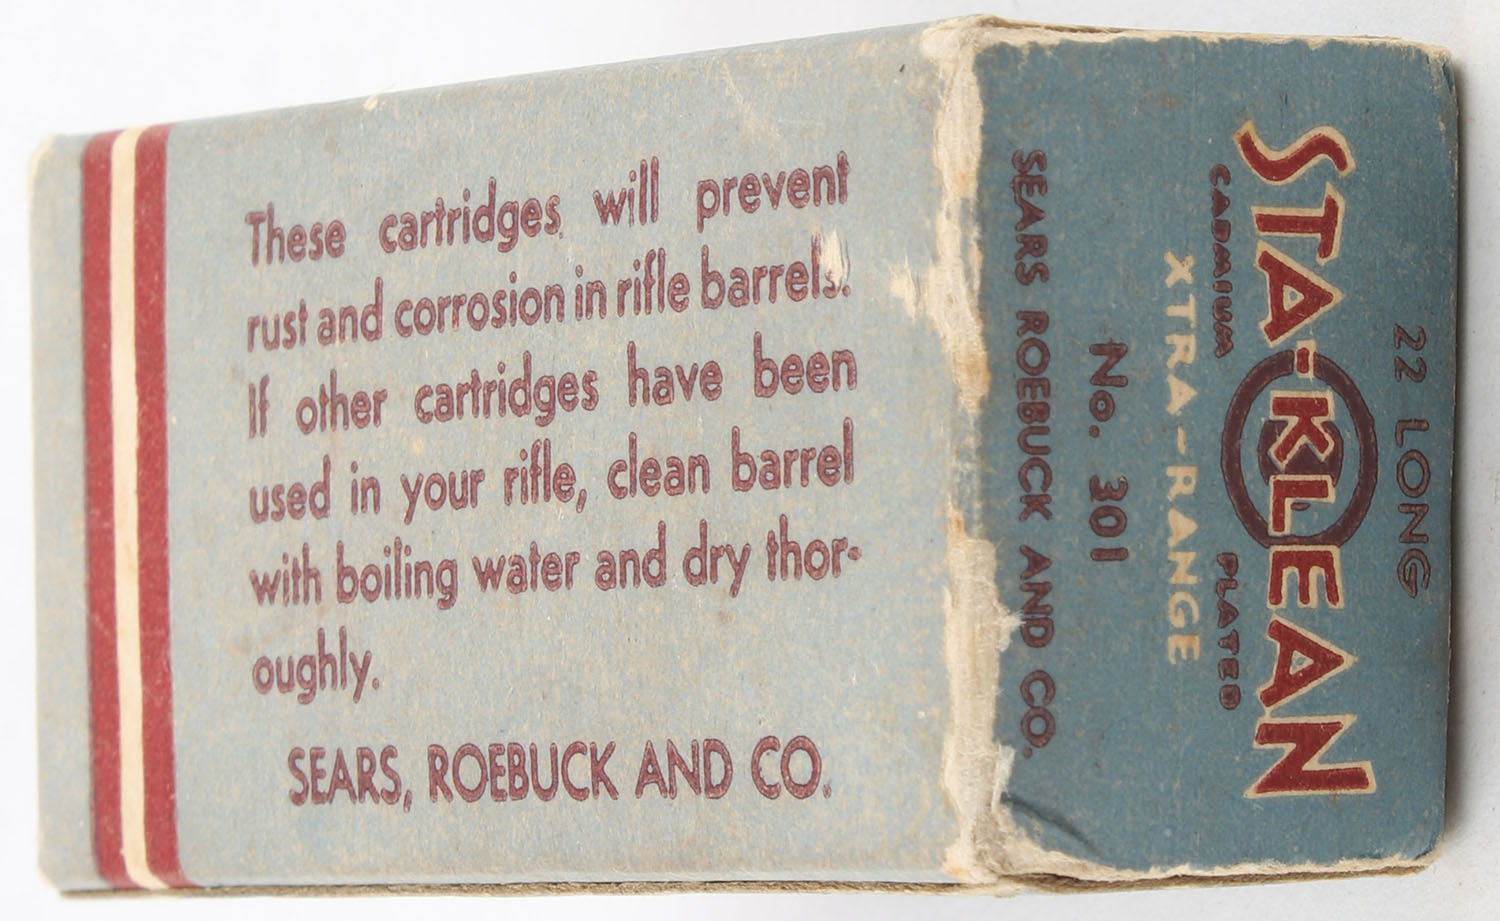 These cartridges will prevent
rust and corrosion in rifle barrels.
If other cartridges have been
used in your rifle, clean barrel
with boiling water and dry thor-
oughly.
SEARS, ROEBUCK AND CO.
22 LONG
STA-KLEAN
CADMIUM PLATED
XTRA-RANGE
No. 301
SEARS ROEBUCK AND CO.